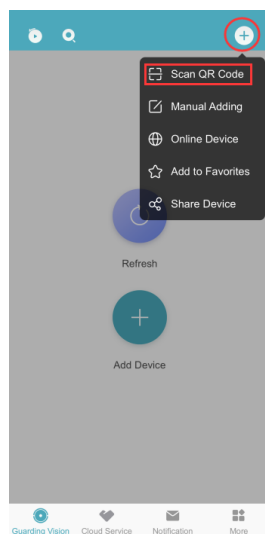 Scan QR Code
Manual Adding
Online Device
Add to Favorites
Share Device
Refresh
Add Device
Guarding Vision Cloud Service Notification More